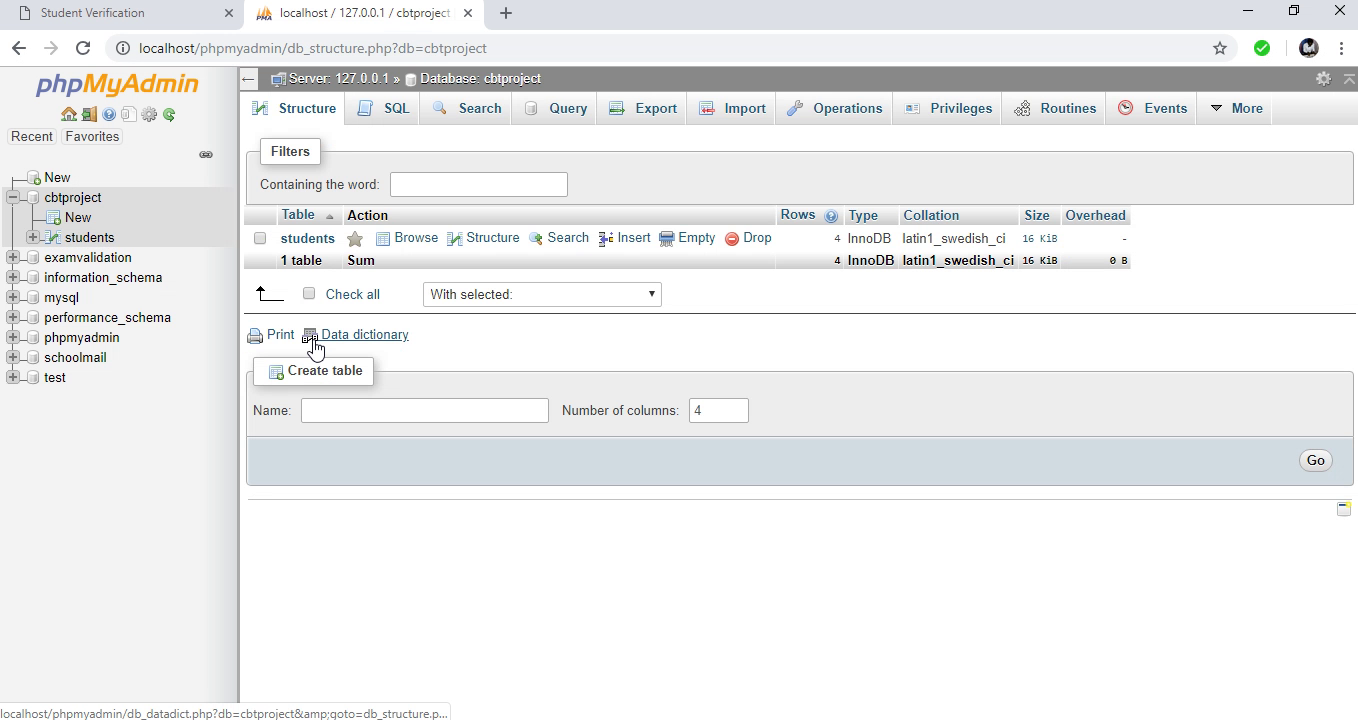 Student Verification
localhost / 127.0.0.1 / cbtproject
localhost/phpmyadmin/db_structure.php?db=cbtproject
phpMyAdmin
Recent Favorites
New
cbtproject
New
students
examvalidation
information_schema
mysql
performance_schema
phpmyadmin
schoolmail
test
Server: 127.0.0.1 » Database: cbtproject
Structure SQL Search Query Export Import Operations Privileges Routines Events More
Filters
Containing the word:
Table Action Rows Type Collation Size Overhead
students Browse Structure Search Insert Empty Drop 4 InnoDB latin1_swedish_ci 16 KiB -
1 table Sum 4 InnoDB latin1_swedish_ci 16 KiB 0 B
Check all With selected:
Print Data dictionary
Create table
Name: Number of columns: 4
Go
localhost/phpmyadmin/db_datadict.php?db=cbtproject&amp;goto=db_structure.p...